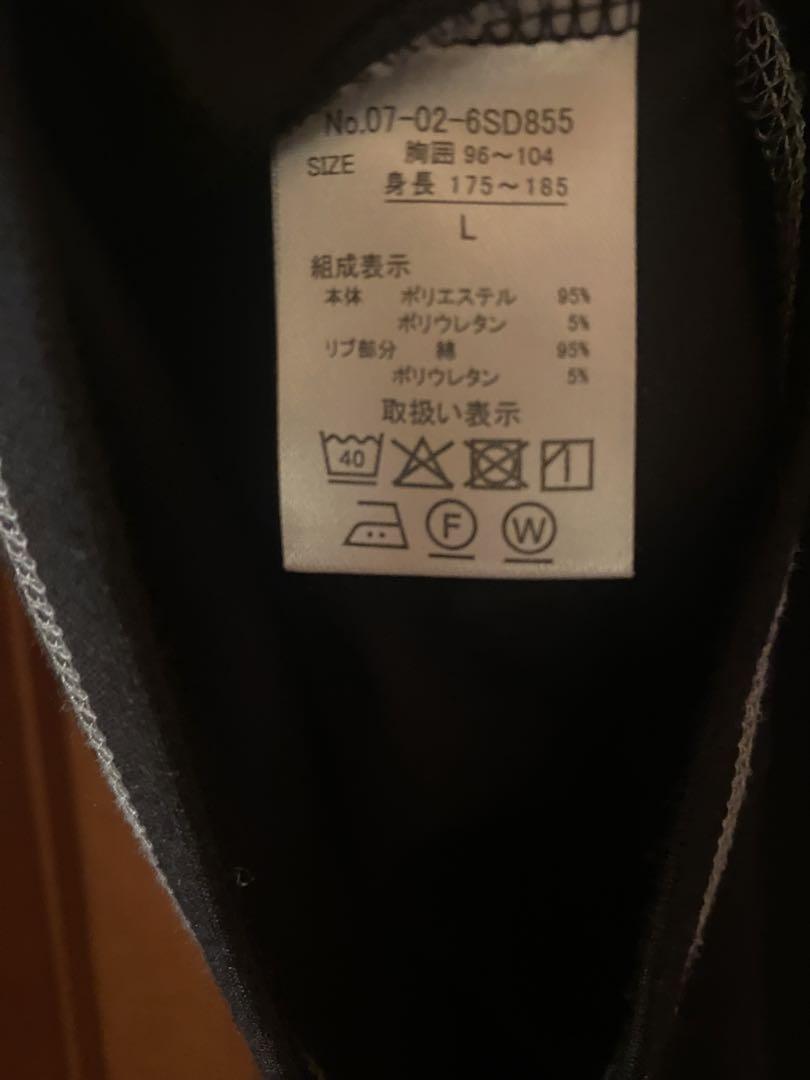 No.07-02-6SD855
SIZE 胸囲 96～104
身長 175～185
L
組成表示
本体 ポリエステル 95%
ポリウレタン 5%
リブ部分 綿 95%
ポリウレタン 5%
取扱い表示
40
F W